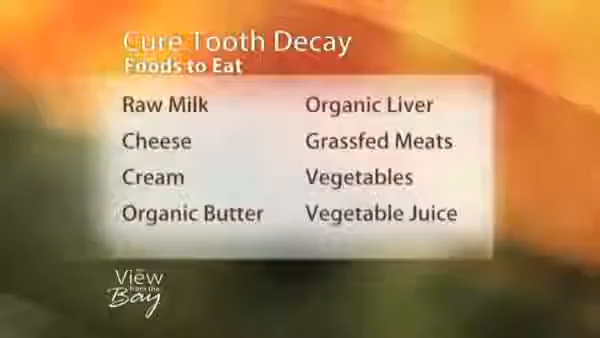 Cure Tooth Decay
Foods to Eat
Raw Milk
Cheese
Cream
Organic Butter
Organic Liver
Grassfed Meats
Vegetables
Vegetable Juice
The View
from the
Bay